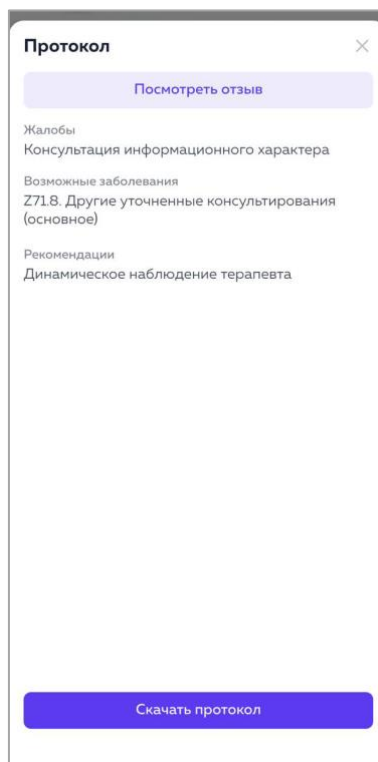 Протокол
Посмотреть отзыв
Жалобы
Консультация информационного характера
Возможные заболевания
Z71.8. Другие уточненные консультирования
(основное)
Рекомендации
Динамическое наблюдение терапевта
Скачать протокол